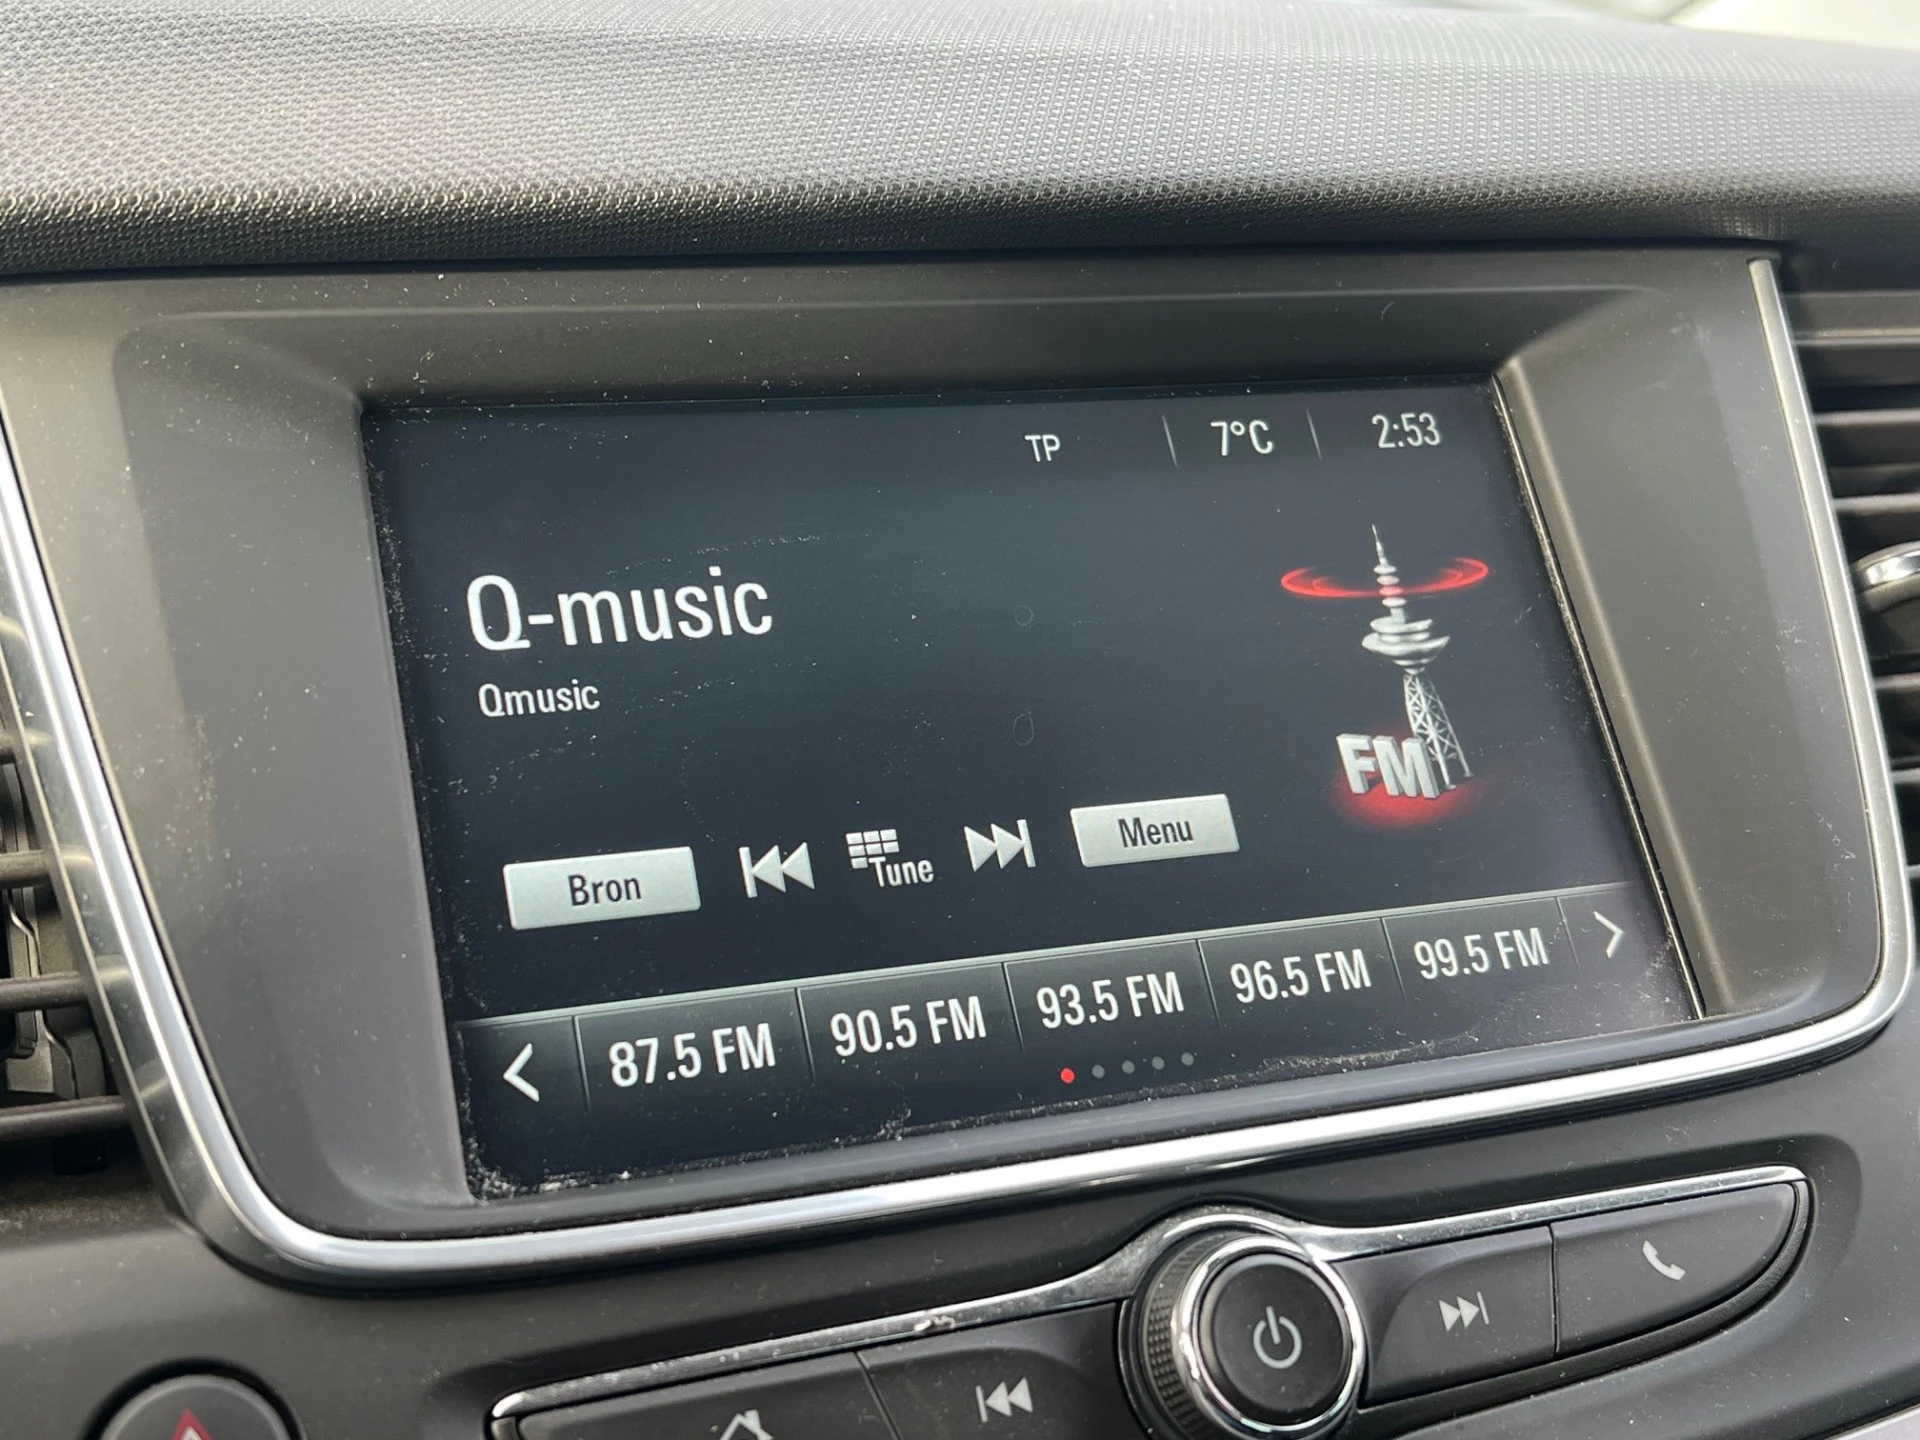 TP 7°C 2:53
Q-music
Qmusic
FM
Bron Tune Menu
87.5 FM 90.5 FM 93.5 FM 96.5 FM 99.5 FM